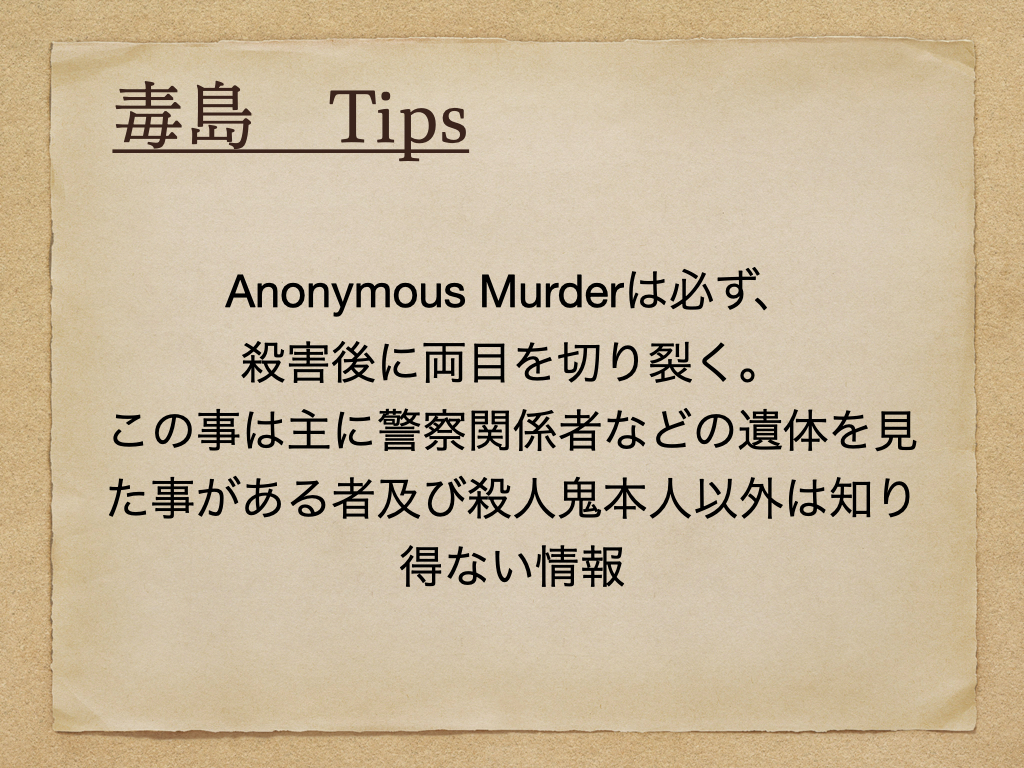 毒島　Tips
Anonymous Murderは必ず、
殺害後に両目を切り裂く。
この事は主に警察関係者などの遺体を見
た事がある者及び殺人鬼本人以外は知り
得ない情報